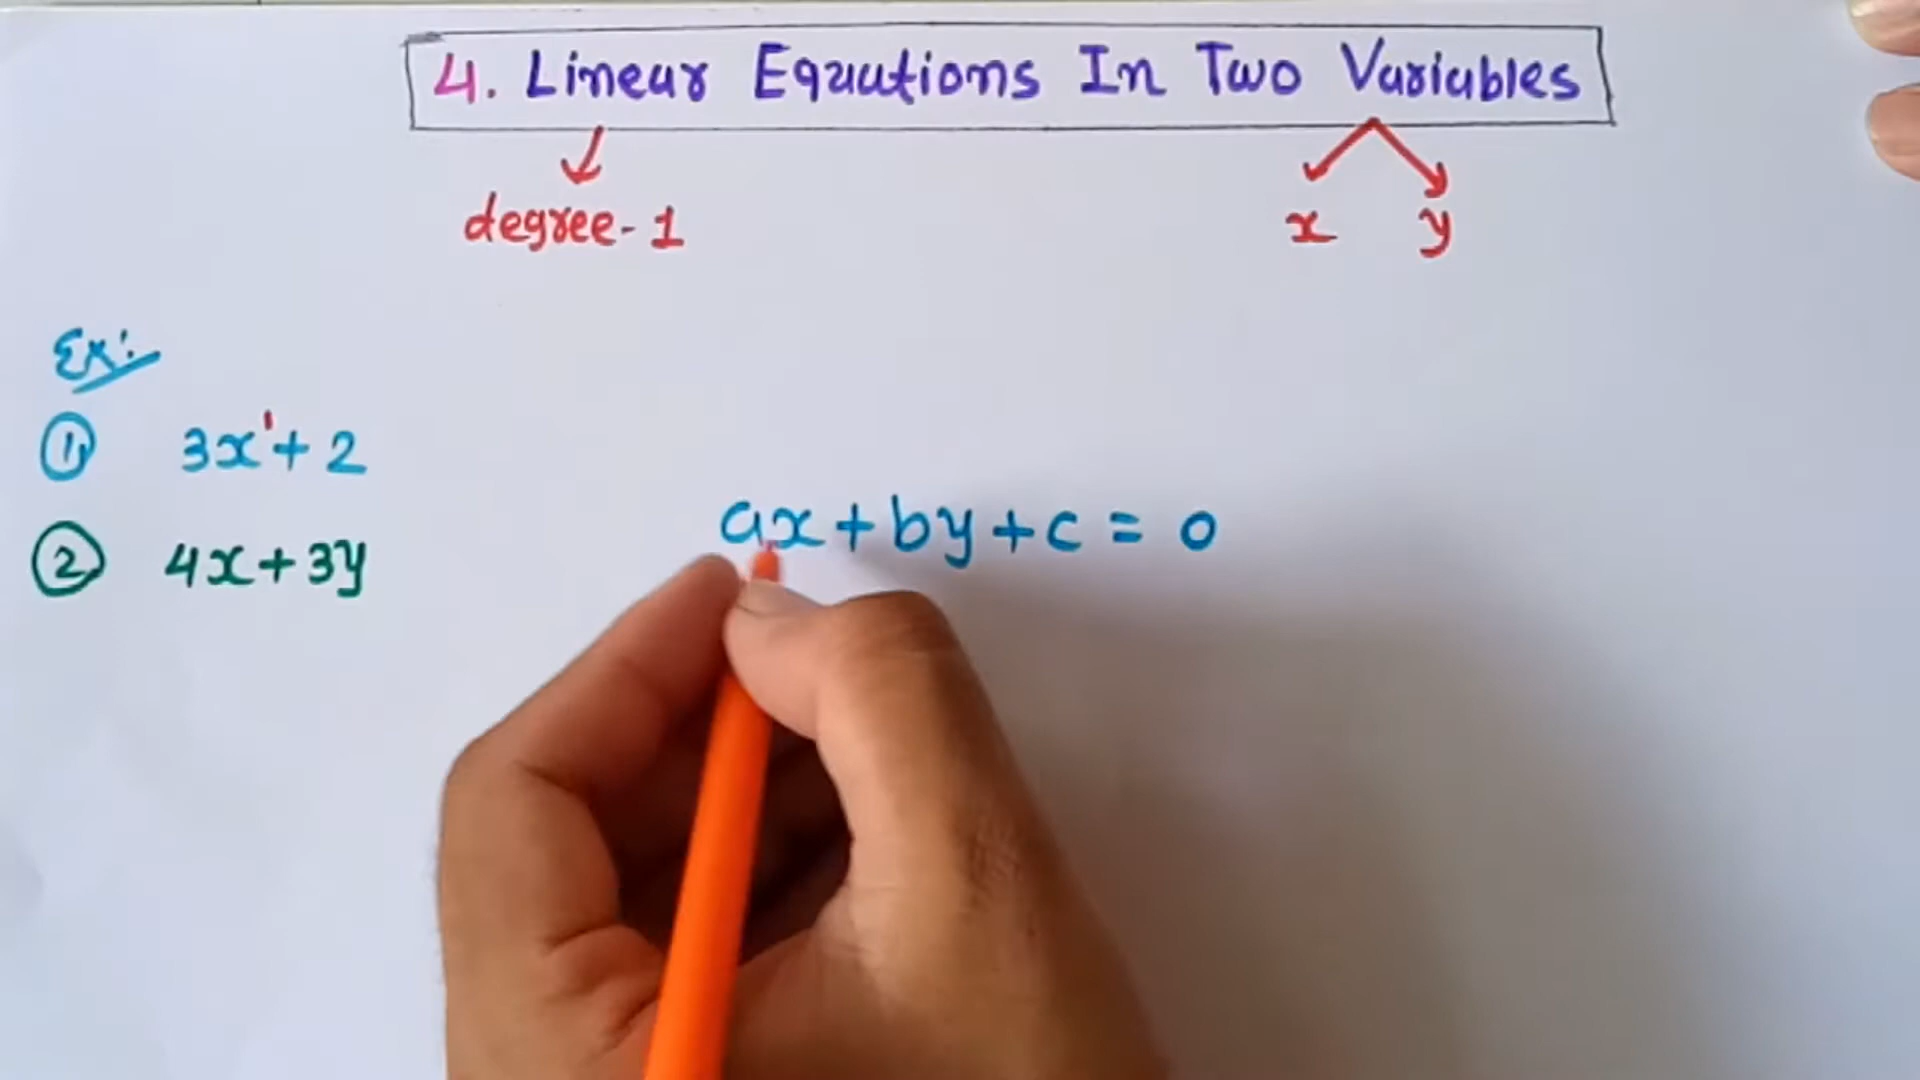 4. Linear Equations In Two Variables
degree-1
x y
Ex:
① 3x¹+2
② 4x+3y
ax+by+c=0